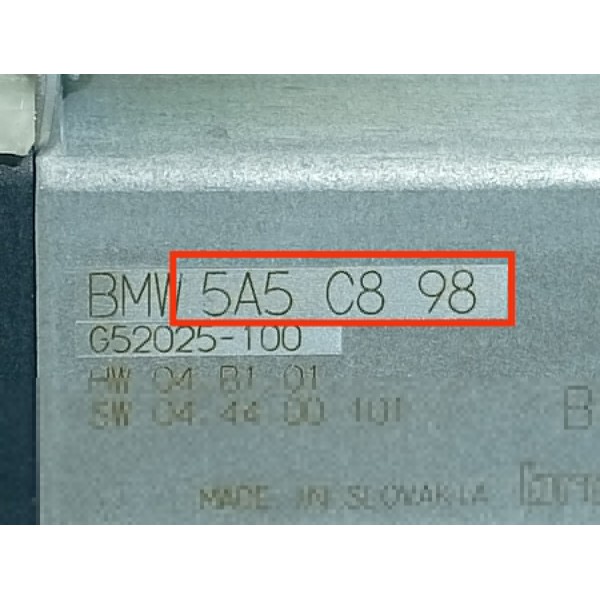 BMW 5A5 C8 98
G52025-100
HW 04 B1 01
SW 04.44.00 101
B
MADE IN SLOVAKIA